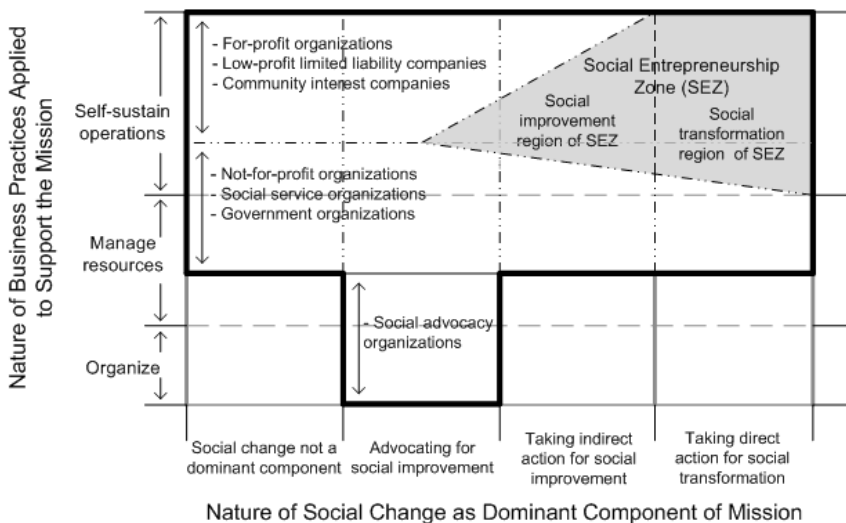 Nature of Business Practices Applied
to Support the Mission
Self-sustain
operations
Manage
resources
Organize
- For-profit organizations
- Low-profit limited liability companies
- Community interest companies
- Not-for-profit organizations
- Social service organizations
- Government organizations
- Social advocacy
organizations
Social Entrepreneurship
Zone (SEZ)
Social
improvement
region of SEZ
Social
transformation
region of SEZ
Social change not a
dominant component
Advocating for
social improvement
Taking indirect
action for social
improvement
Taking direct
action for social
transformation
Nature of Social Change as Dominant Component of Mission